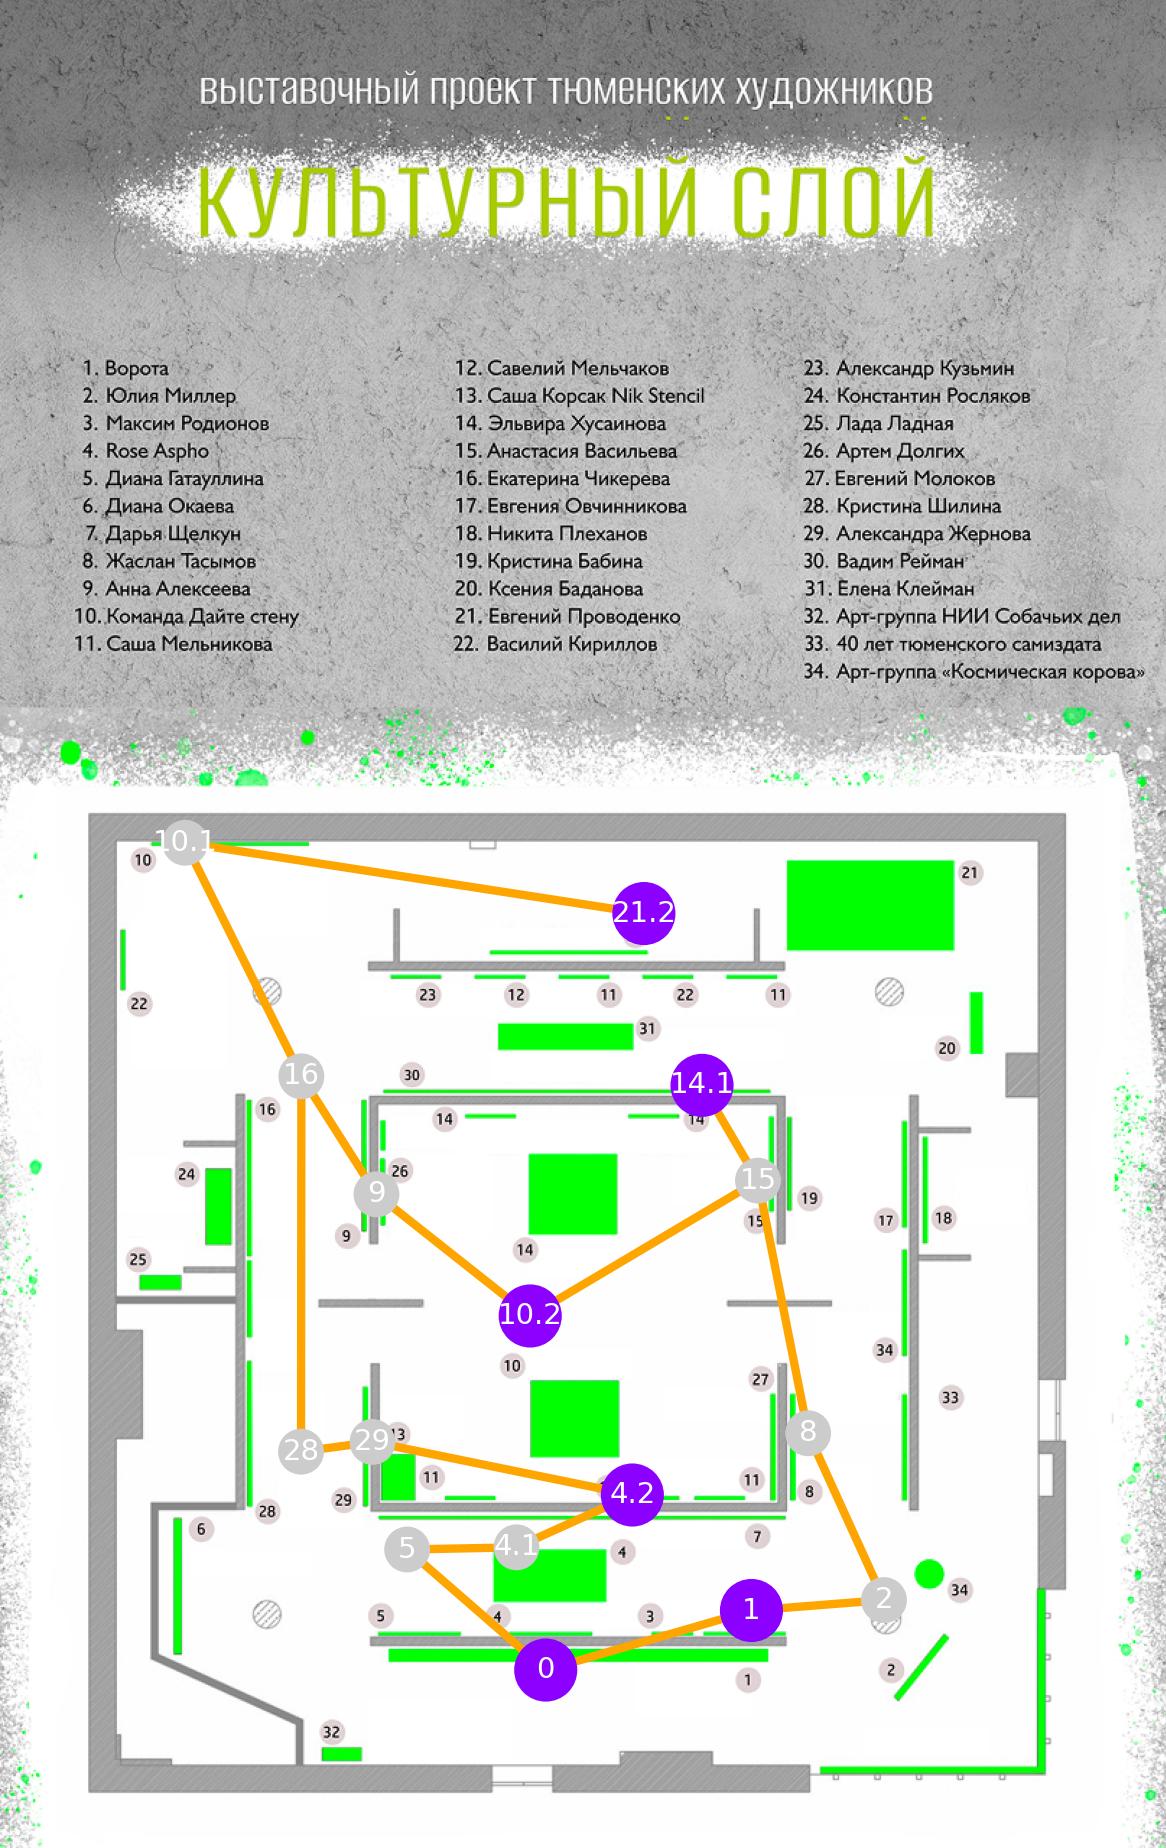 выставочный проект тюменских художников
КУЛЬТУРНЫЙ СЛОЙ
1. Ворота
2. Юлия Миллер
3. Максим Родионов
4. Rose Aspho
5. Диана Гатауллина
6. Диана Окаева
7. Дарья Щелкун
8. Жаслан Тасымов
9. Анна Алексеева
10. Команда Дайте стену
11. Саша Мельникова
12. Савелий Мельчаков
13. Саша Корсак Nik Stencil
14. Эльвира Хусаинова
15. Анастасия Васильева
16. Екатерина Чикерева
17. Евгения Овчинникова
18. Никита Плеханов
19. Кристина Бабина
20. Ксения Баданова
21. Евгений Проводенко
22. Василий Кириллов
23. Александр Кузьмин
24. Константин Росляков
25. Лада Ладная
26. Артем Долгих
27. Евгений Молоков
28. Кристина Шилина
29. Александра Жернова
30. Вадим Рейман
31. Елена Клейман
32. Арт-группа НИИ Собачьих дел
33. 40 лет тюменского самиздата
34. Арт-группа «Космическая корова»
10.1
10
21
21.2
22
23
12
11
22
11
31
20
16
30
14.1
16
14
14
24
26
15
9
19
15
17
18
9
25
14
10.2
34
10
27
33
8
28
29
13
11
11
4.2
8
29
28
6
7
5
4.1
4
34
2
1
5
4
3
0
1
2
32